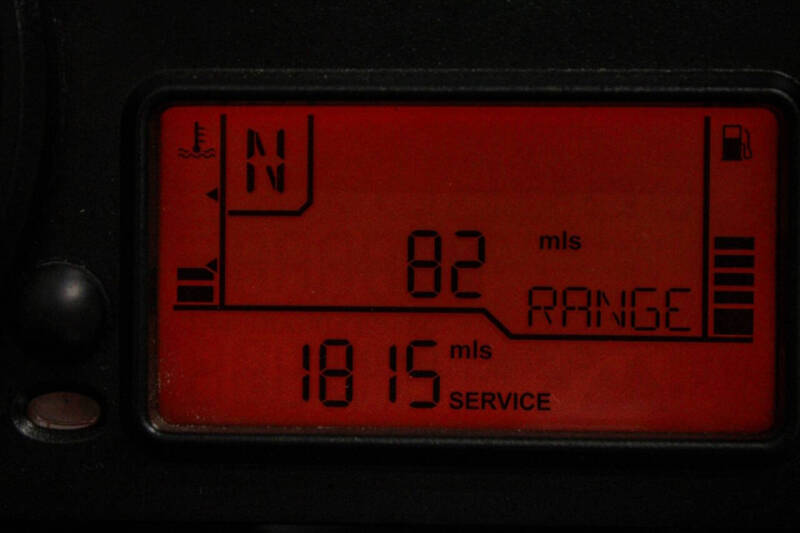 N
82 mls
RANGE
1815 mls
SERVICE